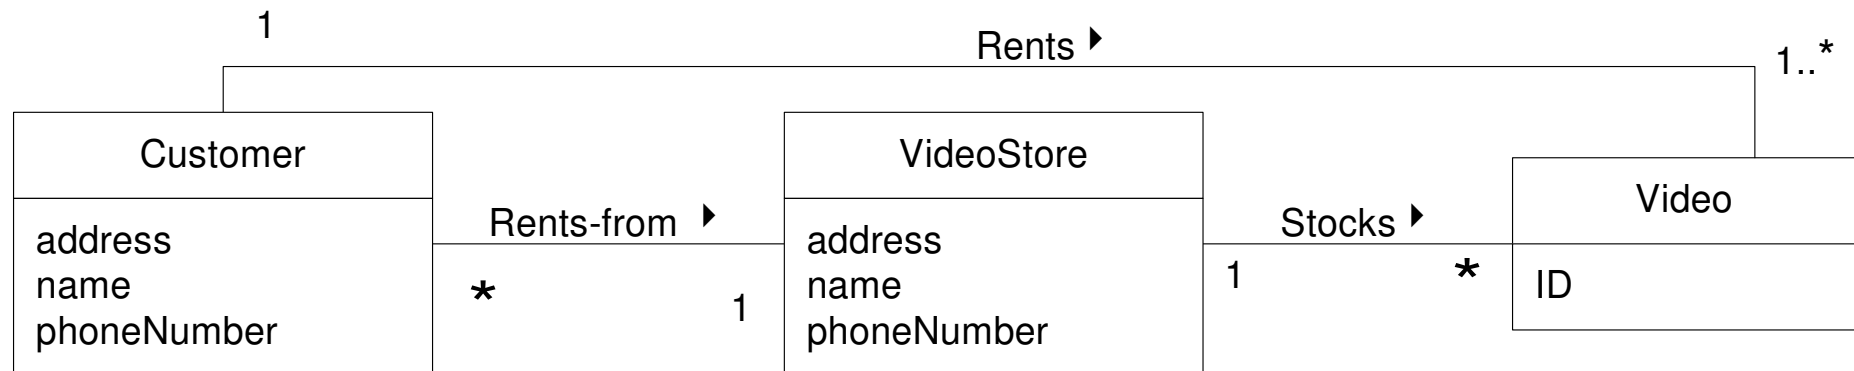 1
Rents
1..*
Customer
address
name
phoneNumber
Rents-from
*
1
VideoStore
address
name
phoneNumber
Stocks
1
*
Video
ID